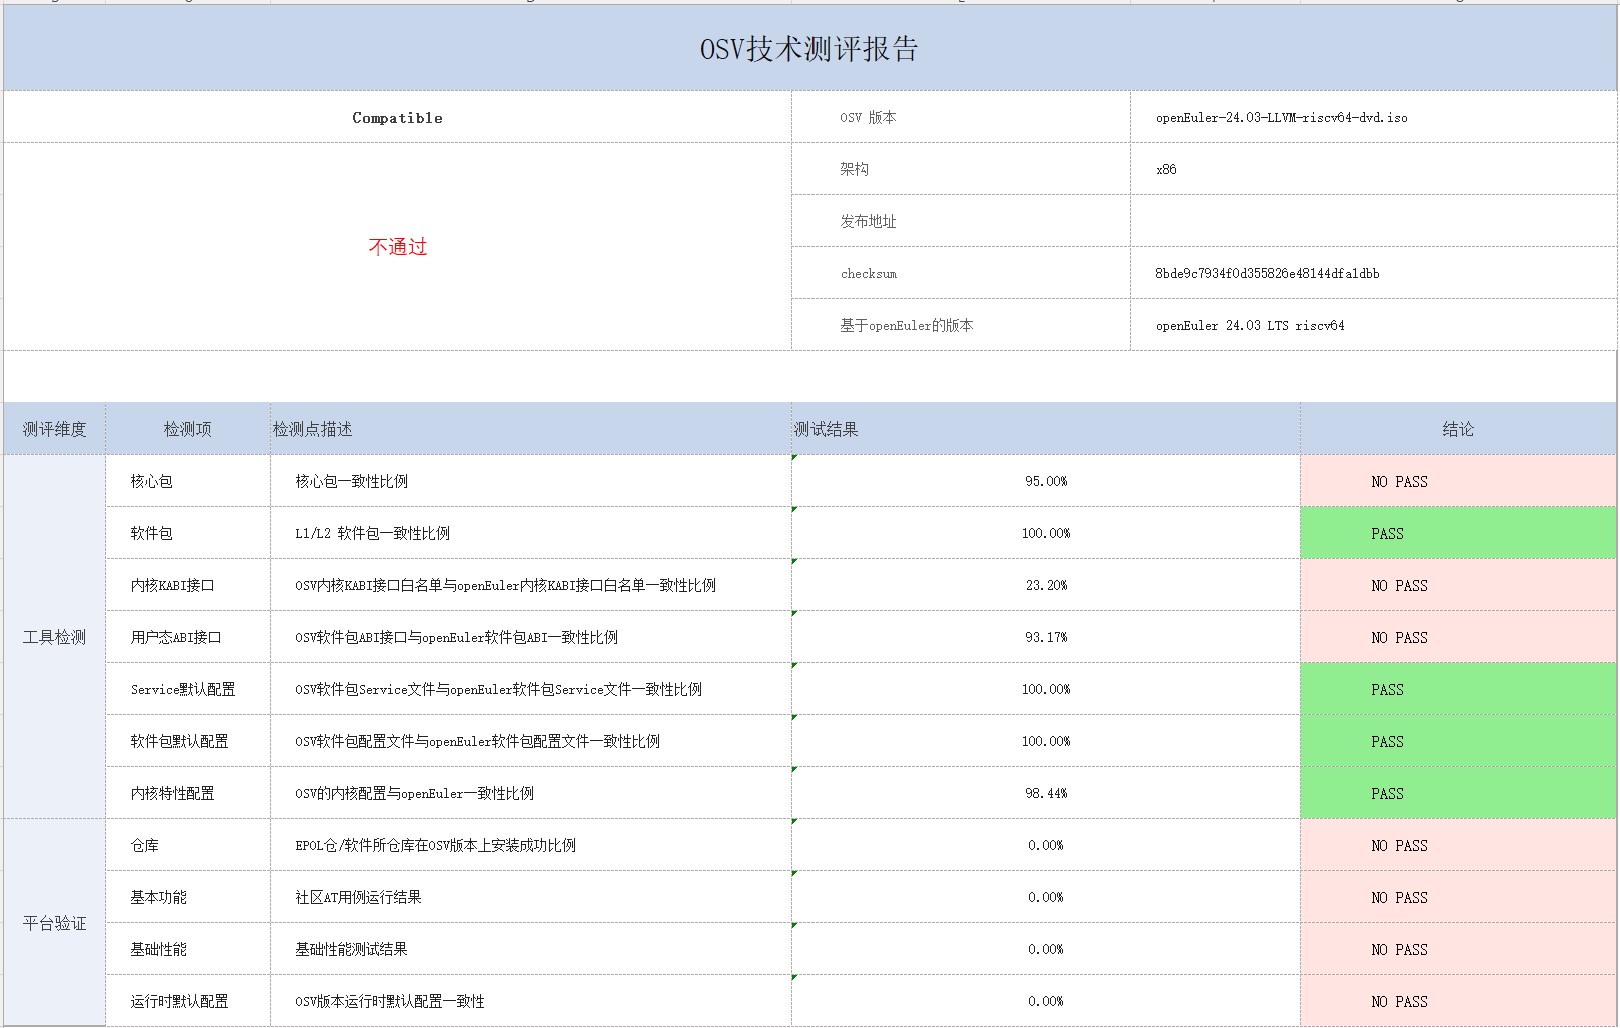 OSV技术测评报告
Compatible
OSV 版本
openEuler-24.03-LLVM-riscv64-dvd.iso
不通过
架构
x86
发布地址
checksum
8bde9c7934f0d355826e48144dfa1dbb
基于openEuler的版本
openEuler 24.03 LTS riscv64
测评维度 检测项 检测点描述 测试结果 结论
工具检测
核心包 核心包一致性比例 95.00% NO PASS
软件包 L1/L2 软件包一致性比例 100.00% PASS
内核KABI接口 OSV内核KABI接口白名单与openEuler内核KABI接口白名单一致性比例 23.20% NO PASS
用户态ABI接口 OSV软件包ABI接口与openEuler软件包ABI一致性比例 93.17% NO PASS
Service默认配置 OSV软件包Service文件与openEuler软件包Service文件一致性比例 100.00% PASS
软件包默认配置 OSV软件包配置文件与openEuler软件包配置文件一致性比例 100.00% PASS
内核特性配置 OSV的内核配置与openEuler一致性比例 98.44% PASS
平台验证
仓库 EPOL仓/软件所仓库在OSV版本上安装成功比例 0.00% NO PASS
基本功能 社区AT用例运行结果 0.00% NO PASS
基础性能 基础性能测试结果 0.00% NO PASS
运行时默认配置 OSV版本运行时默认配置一致性 0.00% NO PASS